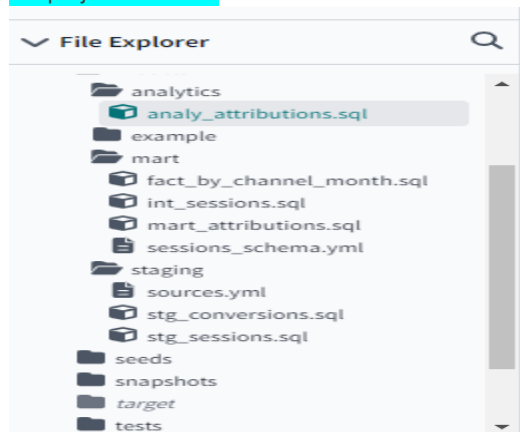 File Explorer
analytics
analy_attributions.sql
example
mart
fact_by_channel_month.sql
int_sessions.sql
mart_attributions.sql
sessions_schema.yml
staging
sources.yml
stg_conversions.sql
stg_sessions.sql
seeds
snapshots
target
tests